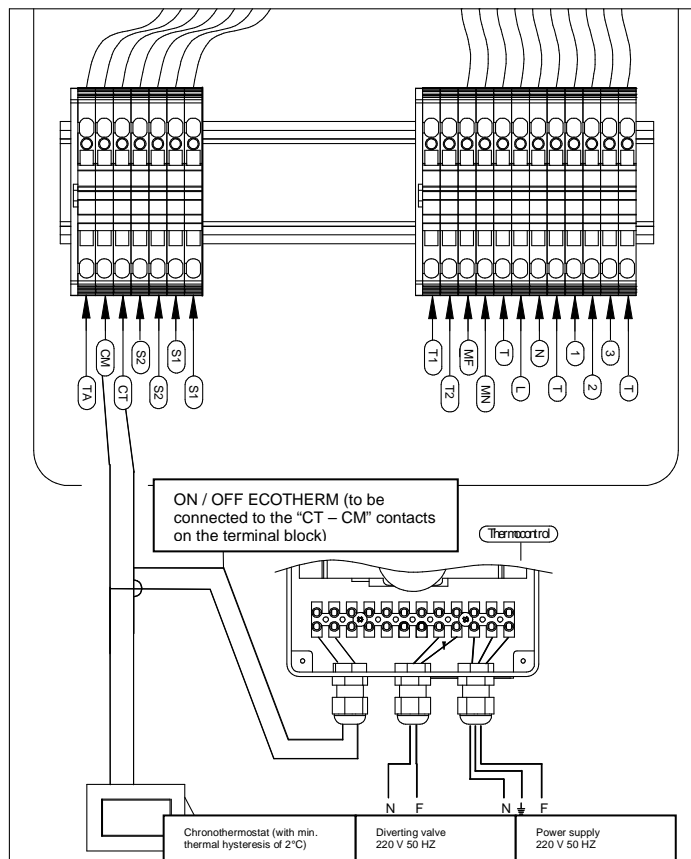 TA
CM
CT
S2
S2
S1
S1
T1
T2
MF
MN
T
L
N
T
1
2
3
T
ON / OFF ECOTHERM (to be
connected to the “CT – CM” contacts
on the terminal block)
Thermocontrol
N F
N F
Chronothermostat (with min.
thermal hysteresis of 2°C)
Diverting valve
220 V 50 HZ
Power supply
220 V 50 HZ